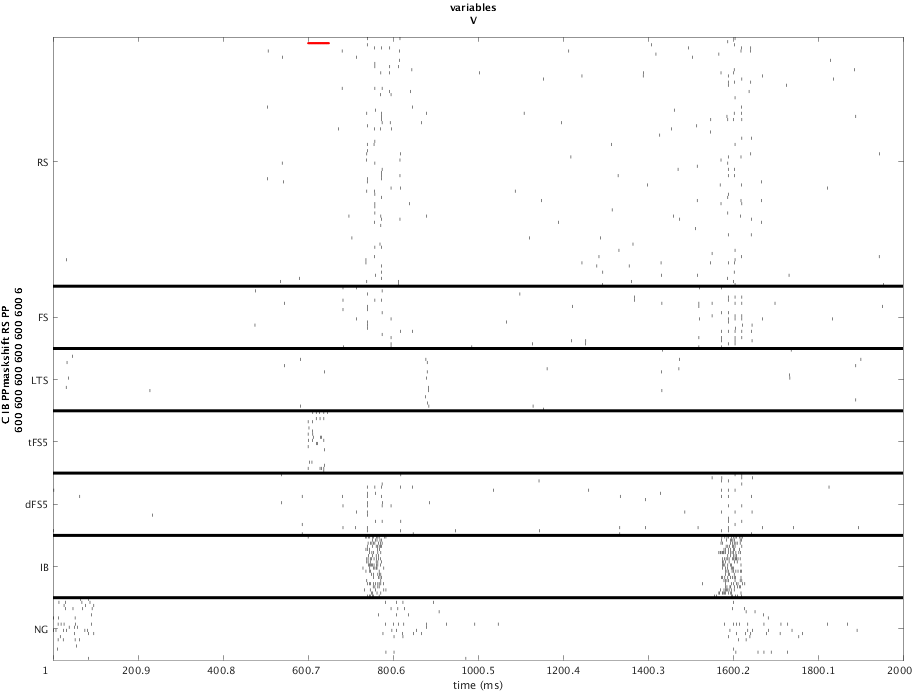 variables
V
C IB PPmaskshift RS PP
600 600 600 600 600 600 6
RS
FS
LTS
tFS5
dFS5
IB
NG
1
200.9
400.8
600.7
800.6
1000.5
1200.4
1400.3
1600.2
1800.1
2000
time (ms)